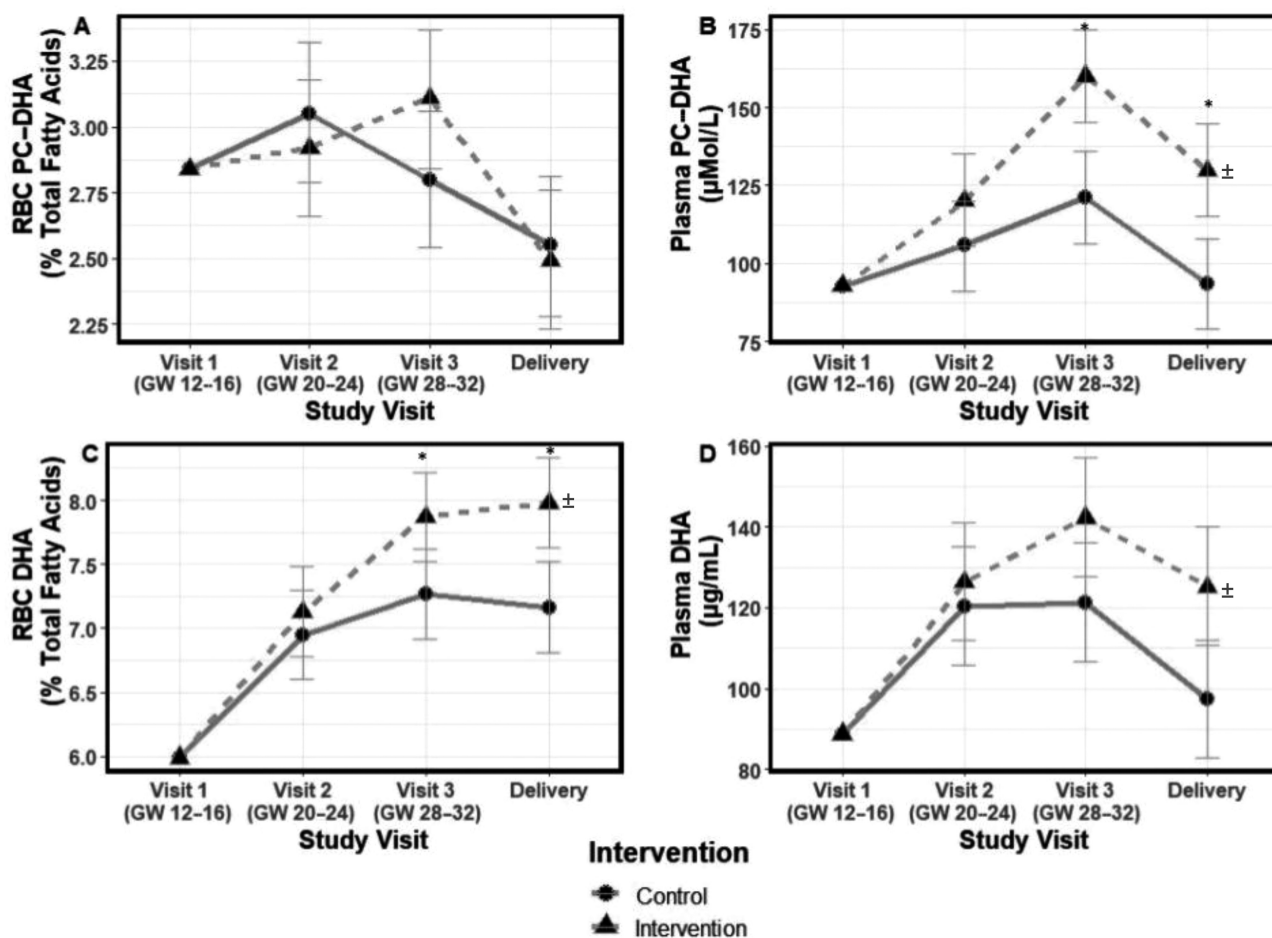 A
RBC PC–DHA
(% Total Fatty Acids)
3.25
3.00
2.75
2.50
2.25
Visit 1
(GW 12–16)
Visit 2
(GW 20–24)
Visit 3
(GW 28–32)
Delivery
Study Visit
B
Plasma PC–DHA
(µMol/L)
175
150
125
100
75
*
*
±
Visit 1
(GW 12–16)
Visit 2
(GW 20–24)
Visit 3
(GW 28–32)
Delivery
Study Visit
C
RBC DHA
(% Total Fatty Acids)
8.0
7.5
7.0
6.5
6.0
*
*
±
Visit 1
(GW 12–16)
Visit 2
(GW 20–24)
Visit 3
(GW 28–32)
Delivery
Study Visit
D
Plasma DHA
(µg/mL)
160
140
120
100
80
±
Visit 1
(GW 12–16)
Visit 2
(GW 20–24)
Visit 3
(GW 28–32)
Delivery
Study Visit
Intervention
Control
Intervention